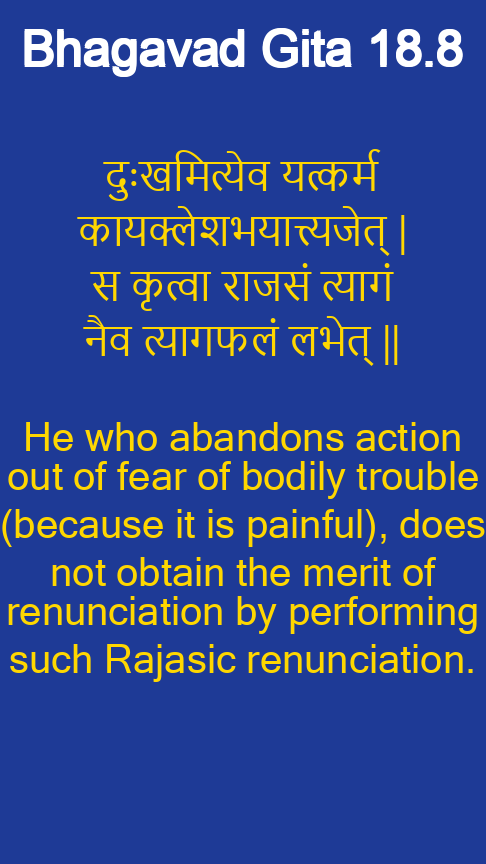 Bhagavad Gita 18.8
दुःखमित्येव यत्कर्म
कायक्लेशभयात्त्यजेत् |
स कृत्वा राजसं त्यागं
नैव त्यागफलं लभेत् ||
He who abandons action
out of fear of bodily trouble
(because it is painful), does
not obtain the merit of
renunciation by performing
such Rajasic renunciation.